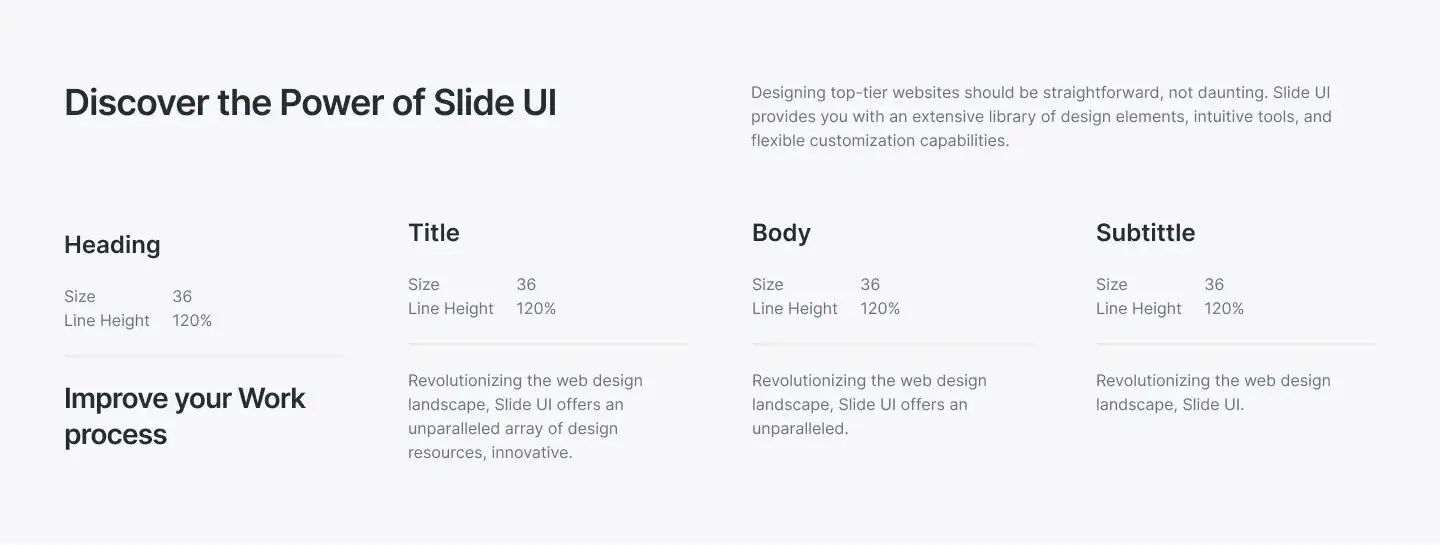 Discover the Power of Slide UI
Designing top-tier websites should be straightforward, not daunting. Slide UI
provides you with an extensive library of design elements, intuitive tools, and
flexible customization capabilities.
Heading
Size 36
Line Height 120%
Improve your Work
process
Title
Size 36
Line Height 120%
Revolutionizing the web design
landscape, Slide UI offers an
unparalleled array of design
resources, innovative.
Body
Size 36
Line Height 120%
Revolutionizing the web design
landscape, Slide UI offers an
unparalleled.
Subtittle
Size 36
Line Height 120%
Revolutionizing the web design
landscape, Slide UI.